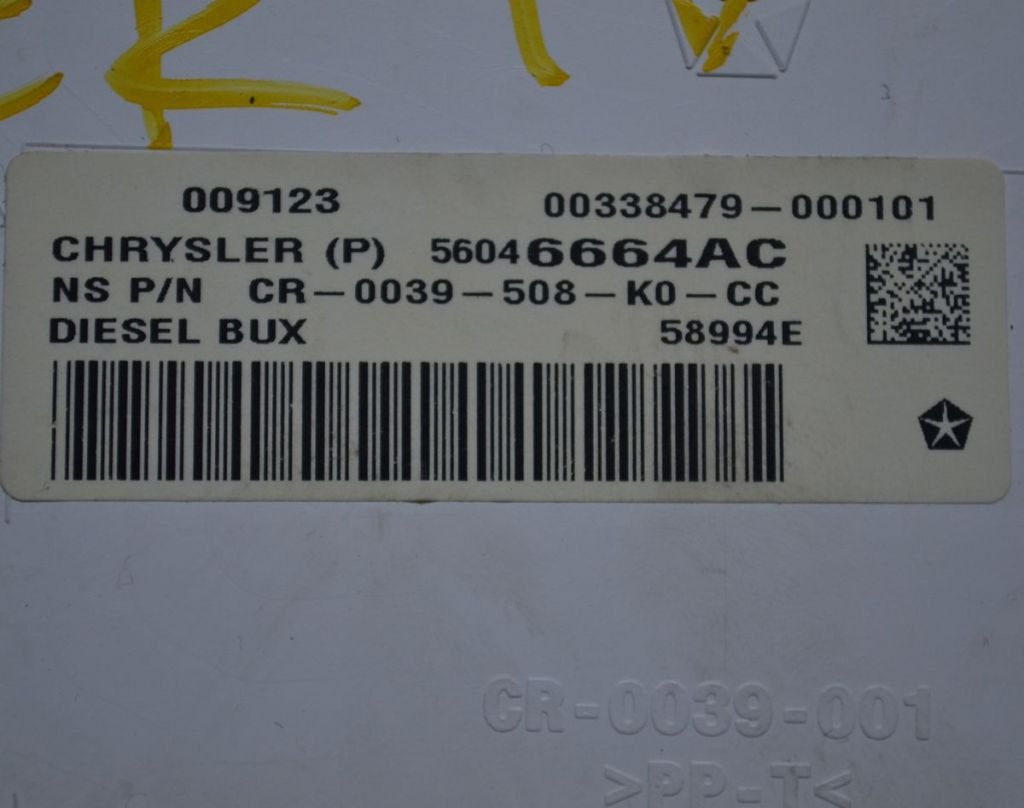 009123 00338479-000101
CHRYSLER (P) 56046664AC
NS P/N CR-0039-508-K0-CC
DIESEL BUX 58994E
CR-0039-001
>PP-T<